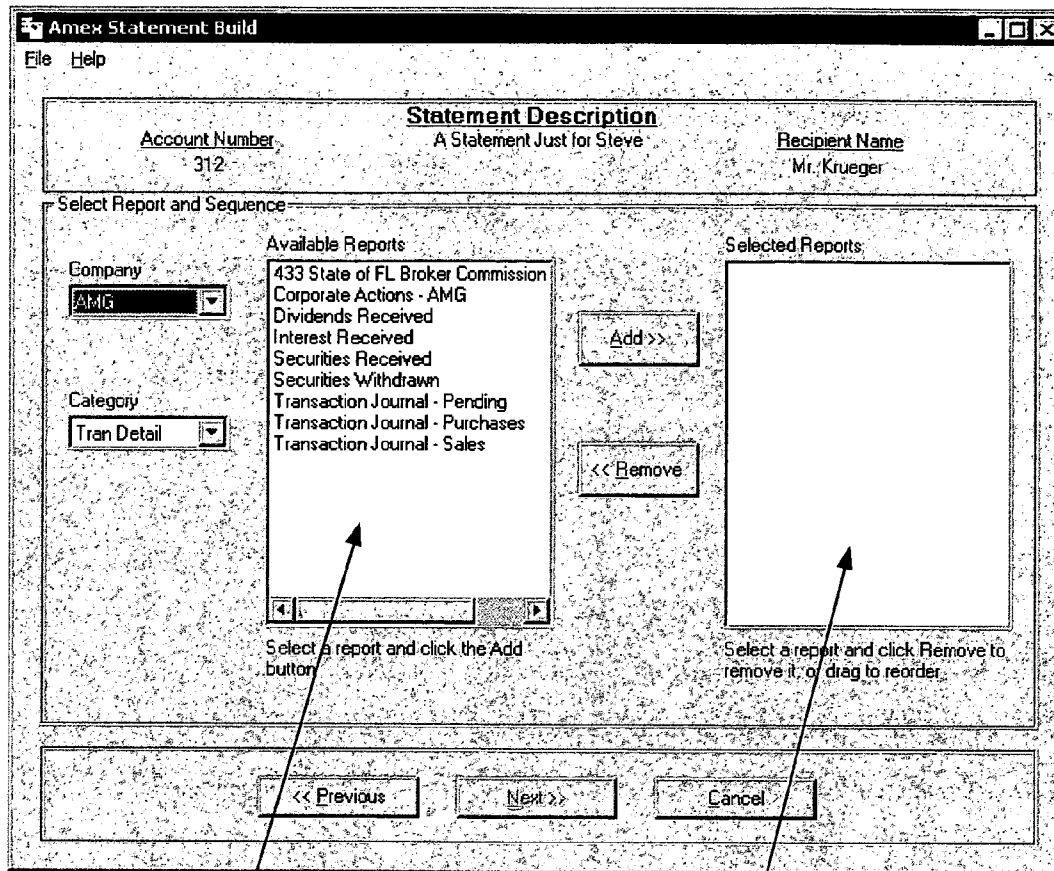 Amex Statement Build
File Help
Statement Description
A Statement Just for Steve
Account Number
312
Recipient Name
Mr. Krueger
Select Report and Sequence
Company
AMG
Category
Tran Detail
Available Reports
433 State of FL Broker Commission
Corporate Actions - AMG
Dividends Received
Interest Received
Securities Received
Securities Withdrawn
Transaction Journal - Pending
Transaction Journal - Purchases
Transaction Journal - Sales
Select a report and click the Add
button
Add >>
<< Remove
Selected Reports
Select a report and click Remove to
remove it, or drag to reorder
<< Previous
Next >>
Cancel